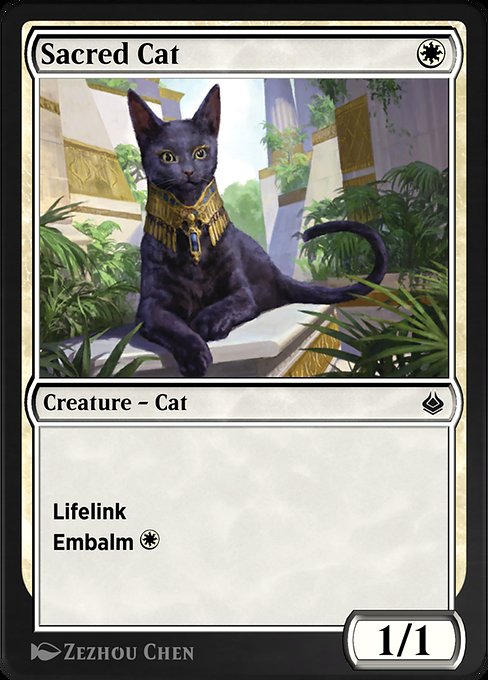 Sacred Cat
Creature – Cat
Lifelink
Embalm
1/1
Zezhou Chen